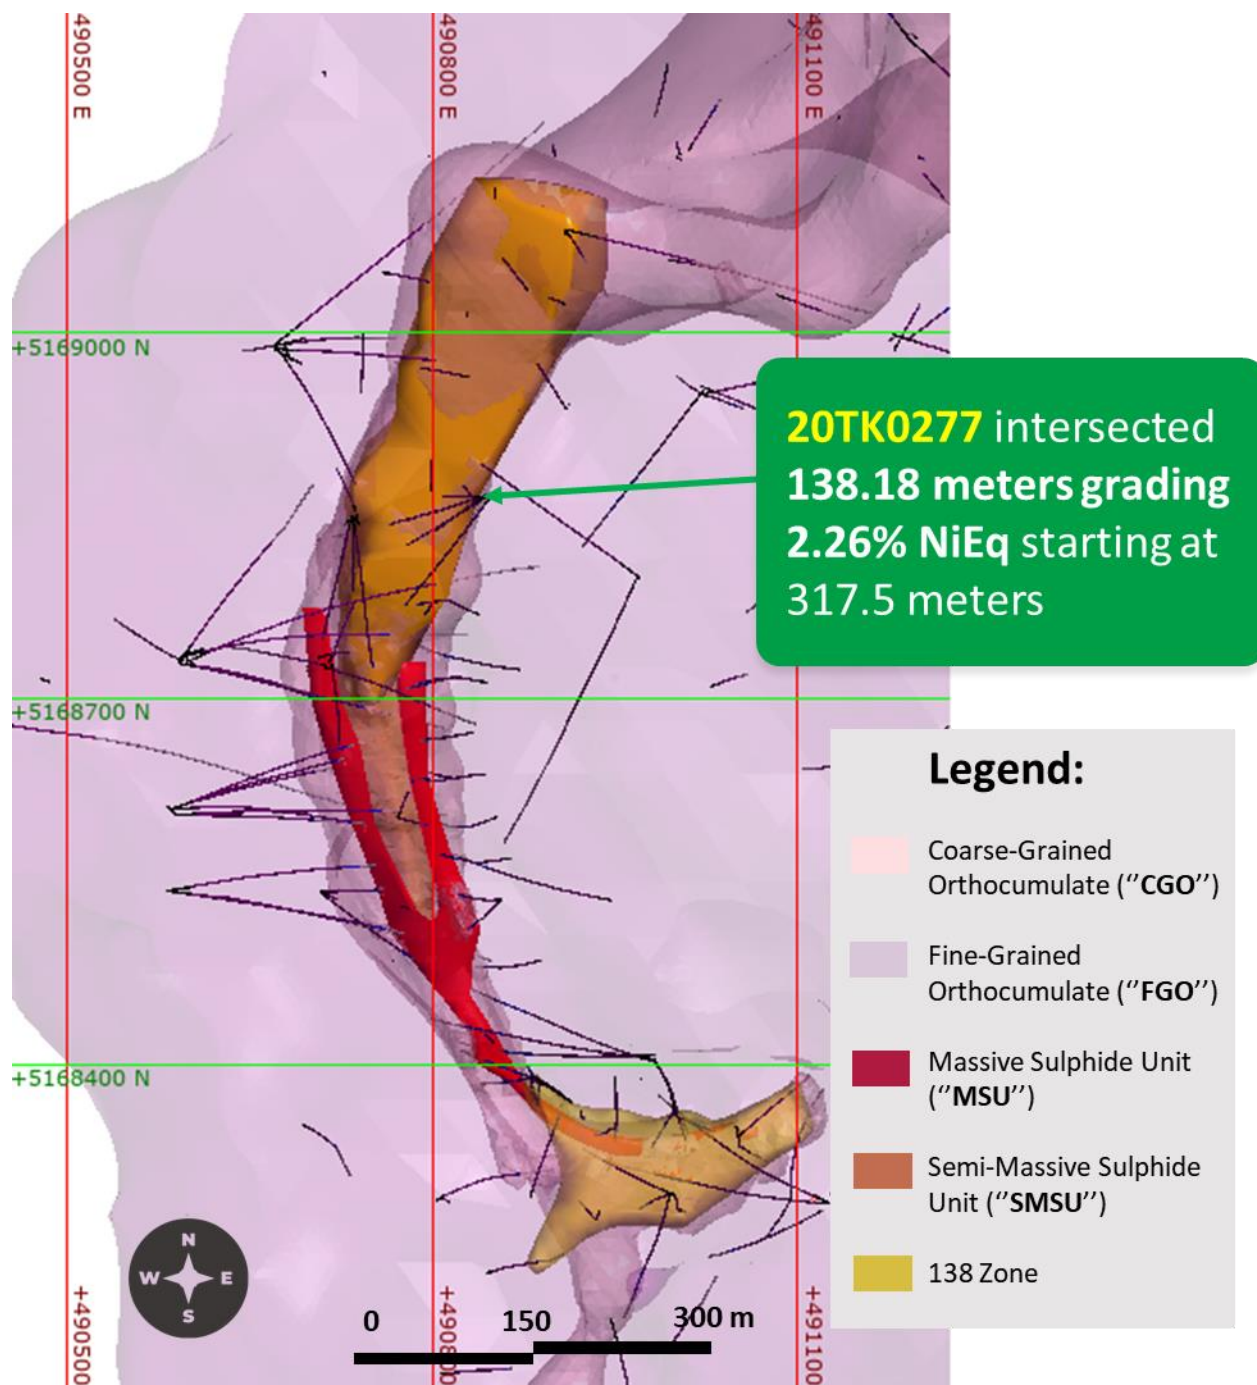 490500 E
490800 E
491100 E
+5169000 N
20TK0277 intersected
138.18 meters grading
2.26% NiEq starting at
317.5 meters
+5168700 N
Legend:
Coarse-Grained
Orthocumulate (‘‘CGO’’)
Fine-Grained
Orthocumulate (‘‘FGO’’)
Massive Sulphide Unit
(‘‘MSU’’)
Semi-Massive Sulphide
Unit (‘‘SMSU’’)
138 Zone
+5168400 N
N
W E
S
0 150 300 m
+490500
+490800
+491100